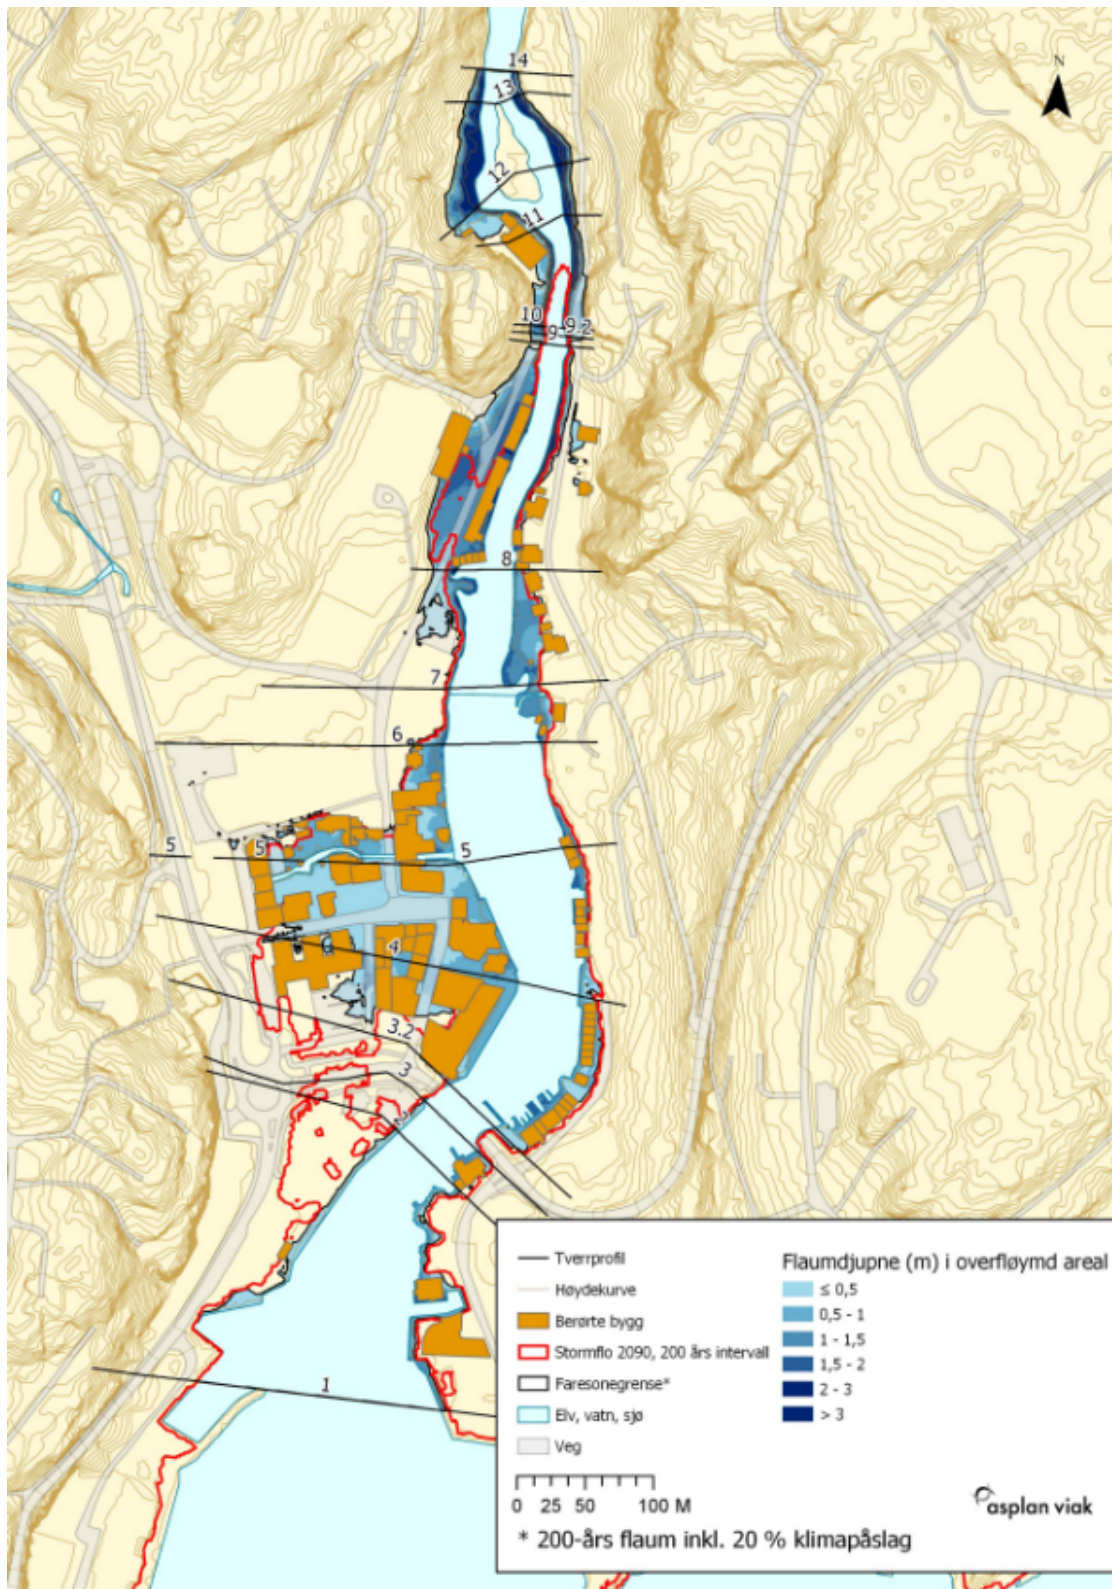 14
N
13
12
11
10
9
9.2
8
7
6
5
5
5
4
3.2
3
2
1
Tverrprofil
Høydekurve
Berørte bygg
Stormflo 2090, 200 års intervall
Faresonegrense*
Elv, vatn, sjø
Veg
Flaumdjupne (m) i overfløymd areal
≤ 0,5
0,5 - 1
1 - 1,5
1,5 - 2
2 - 3
> 3
0 25 50 100 M
asplan viak
* 200-års flaum inkl. 20 % klimapåslag